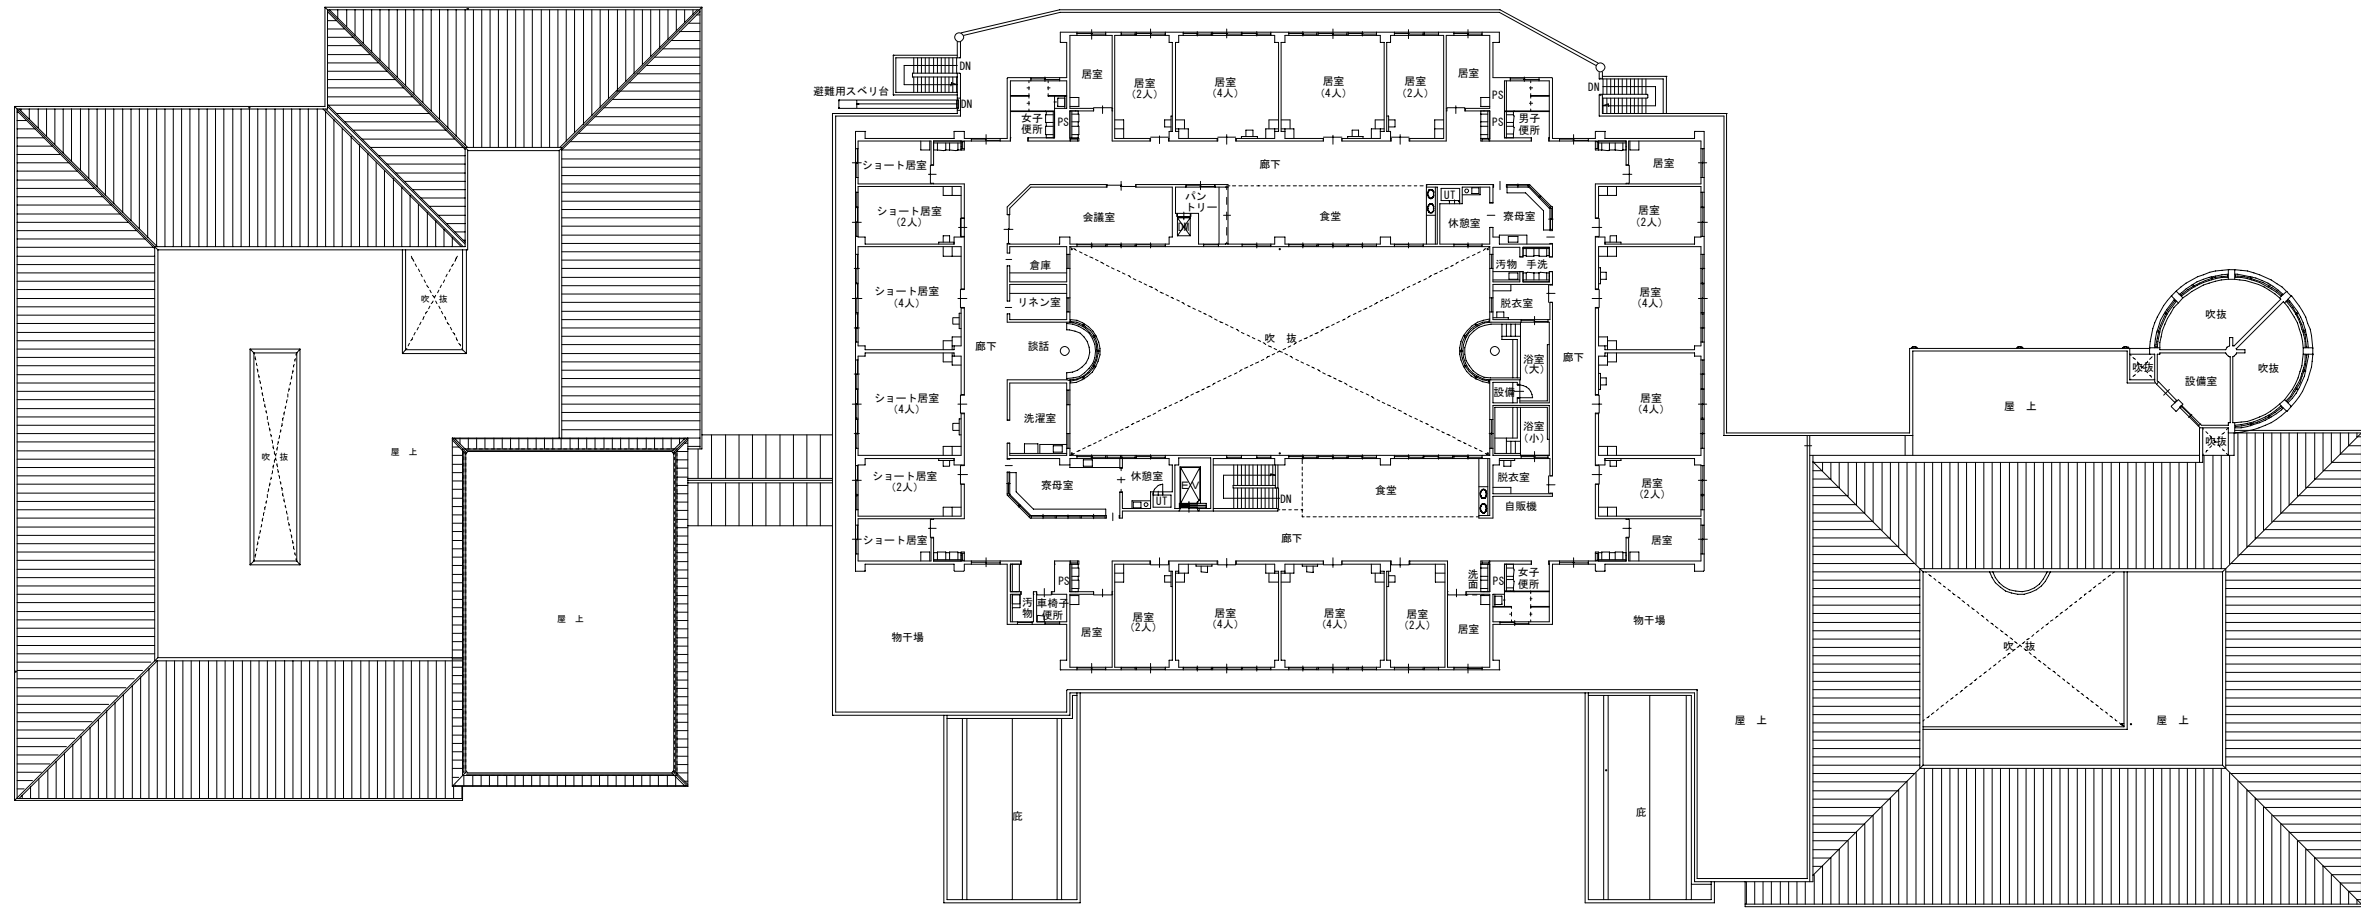 DN
避難用スベリ台
DN
居室
居室
(2人)
居室
(4人)
居室
(4人)
居室
(2人)
居室
DN
女子
便所
PS
PS
PS
男子
便所
ショート居室
廊下
居室
ショート居室
(2人)
会議室
パン
トリー
DW
食堂
UT
休憩室
寮母室
居室
(2人)
倉庫
汚物
手洗
ショート居室
(4人)
リネン室
脱衣室
居室
(4人)
吹抜
吹抜
廊下
談話
吹 抜
浴室
(大)
廊下
吹抜
吹抜
設備室
吹抜
ショート居室
(4人)
設備
居室
(4人)
屋 上
洗濯室
浴室
(小)
吹抜
吹 抜
屋 上
ショート居室
(2人)
寮母室
休憩室
UT
EV
DN
食堂
脱衣室
自販機
居室
(2人)
ショート居室
廊下
居室
汚物
車椅子
便所
PS
居室
居室
(2人)
居室
(4人)
居室
(4人)
居室
(2人)
洗面
居室
PS
女子
便所
屋 上
物干場
物干場
吹 抜
屋 上
屋 上
庇
庇